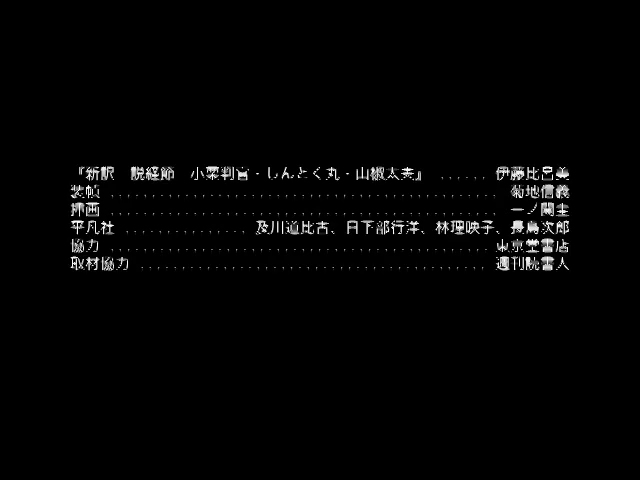 『新訳　説経節　小栗判官・しんとく丸・山椒太夫』 ...... 伊藤比呂美
装幀 .................................................... 菊地信義
挿画 .................................................... 一ノ関圭
平凡社 ................ 及川道比古、日下部行洋、林理映子、長島次郎
協力 .................................................... 東京堂書店
取材協力 ................................................ 週刊読書人